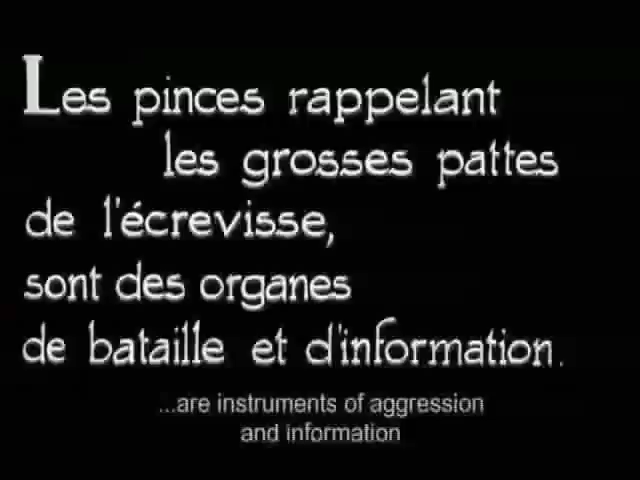 Les pinces rappelant
les grosses pattes
de l'écrevisse,
sont des organes
de bataille et d'information.
...are instruments of aggression
and information